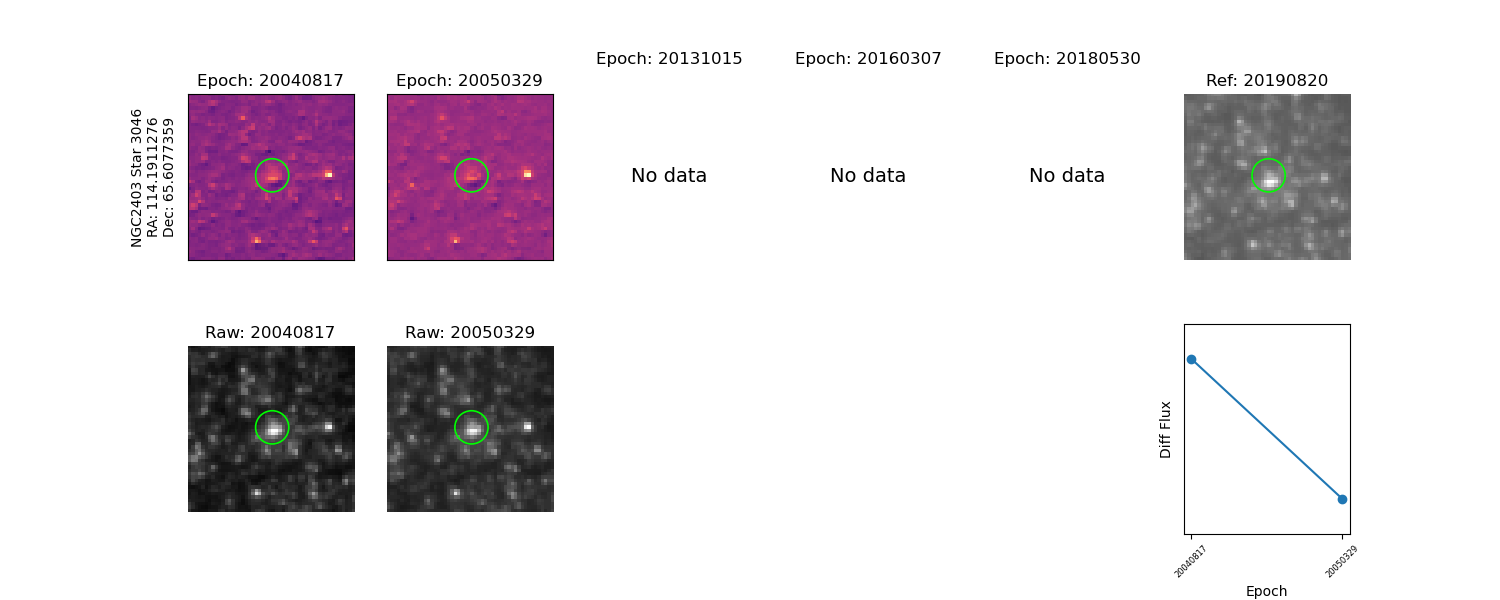 Epoch: 20040817
Epoch: 20050329
Epoch: 20131015
Epoch: 20160307
Epoch: 20180530
Ref: 20190820
NGC2403 Star 3046
RA: 114.1911276
Dec: 65.6077359
No data
No data
No data
Raw: 20040817
Raw: 20050329
Diff Flux
20040817
20050329
Epoch